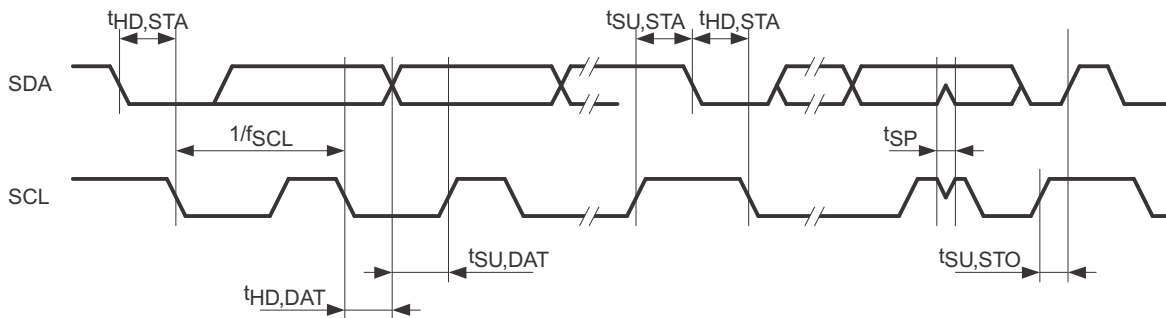 tHD,STA
tSU,STA
tHD,STA
SDA
1/fSCL
tSP
SCL
tSU,DAT
tSU,STO
tHD,DAT